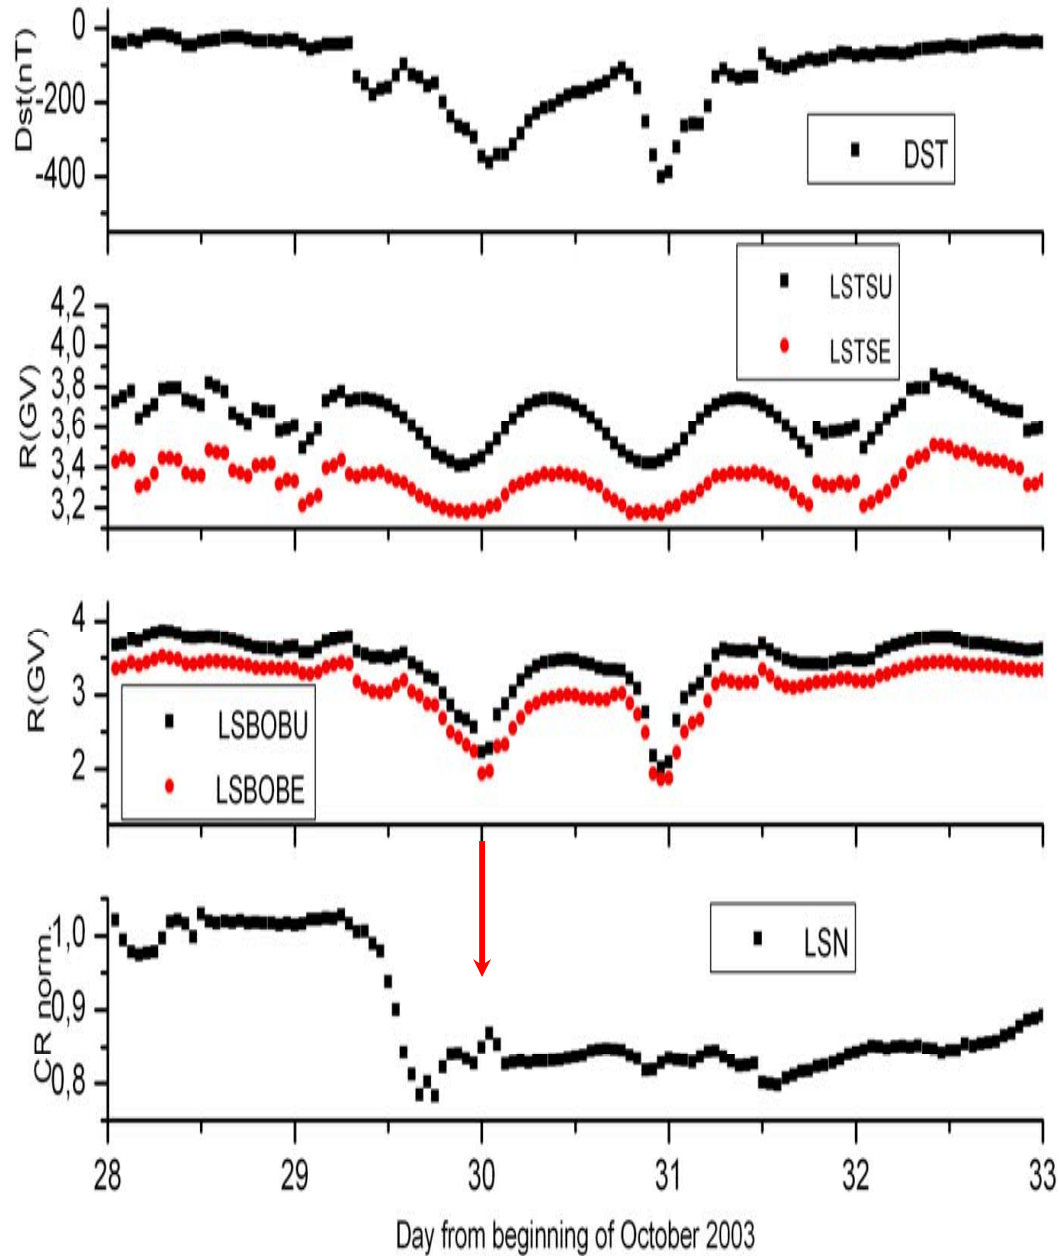 0
-200
-400
Dst(nT)
DST
4,2
4,0
3,8
3,6
3,4
3,2
R(GV)
LSTSU
LSTSE
4
3
2
R(GV)
LSBOBU
LSBOBE
1,0
0,9
0,8
CR norm.
LSN
28 29 30 31 32 33
Day from beginning of October 2003